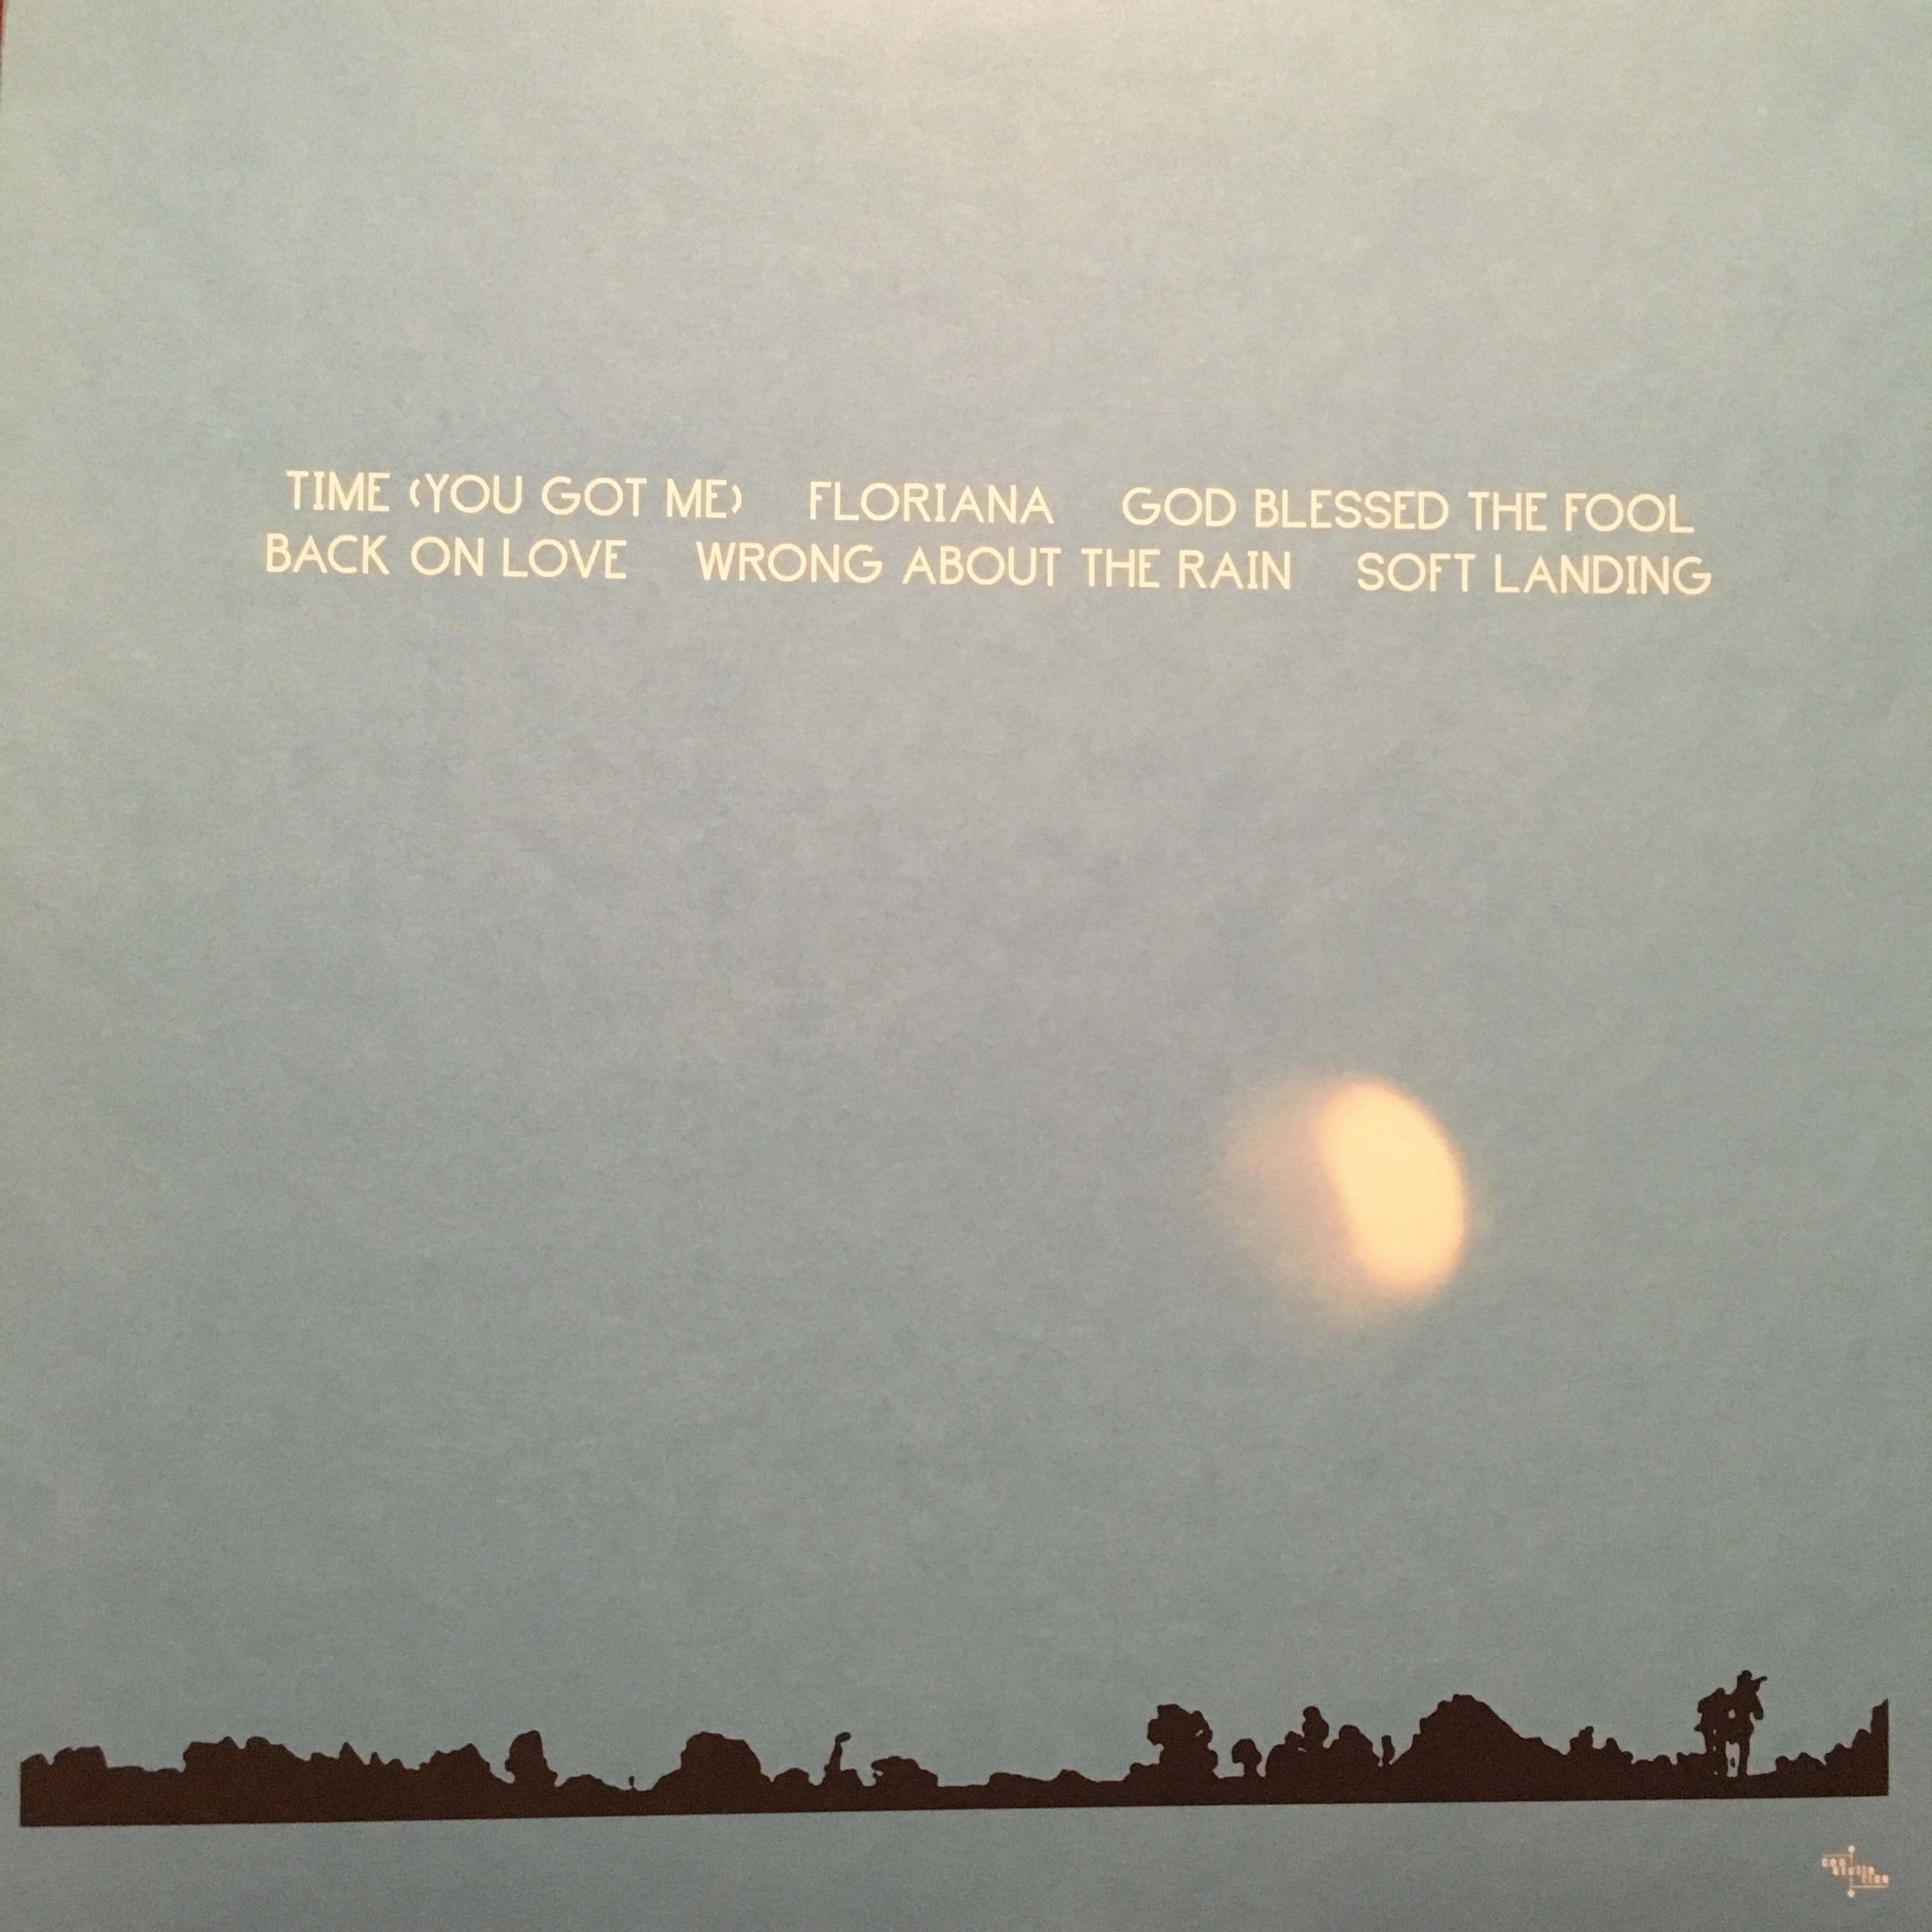 TIME (YOU GOT ME) FLORIANA GOD BLESSED THE FOOL
BACK ON LOVE WRONG ABOUT THE RAIN SOFT LANDING